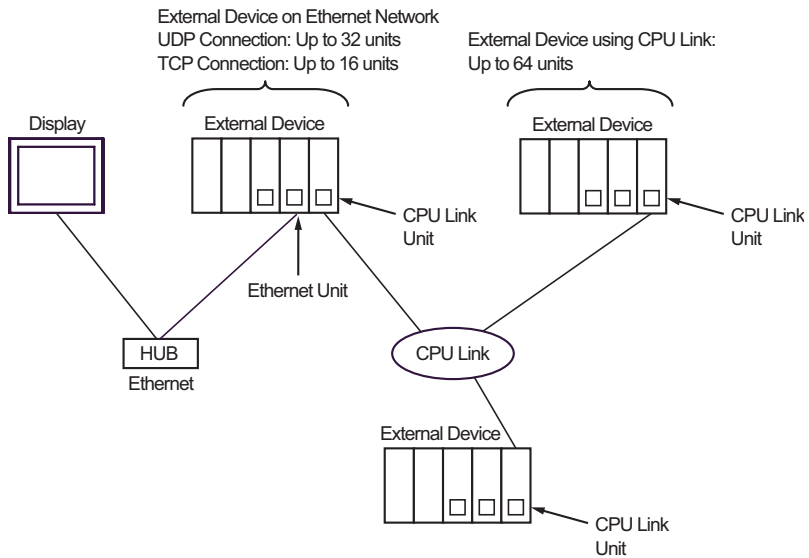 External Device on Ethernet Network
UDP Connection: Up to 32 units
TCP Connection: Up to 16 units
External Device using CPU Link:
Up to 64 units
Display
External Device
External Device
CPU Link
Unit
CPU Link
Unit
Ethernet Unit
HUB
Ethernet
CPU Link
External Device
CPU Link
Unit